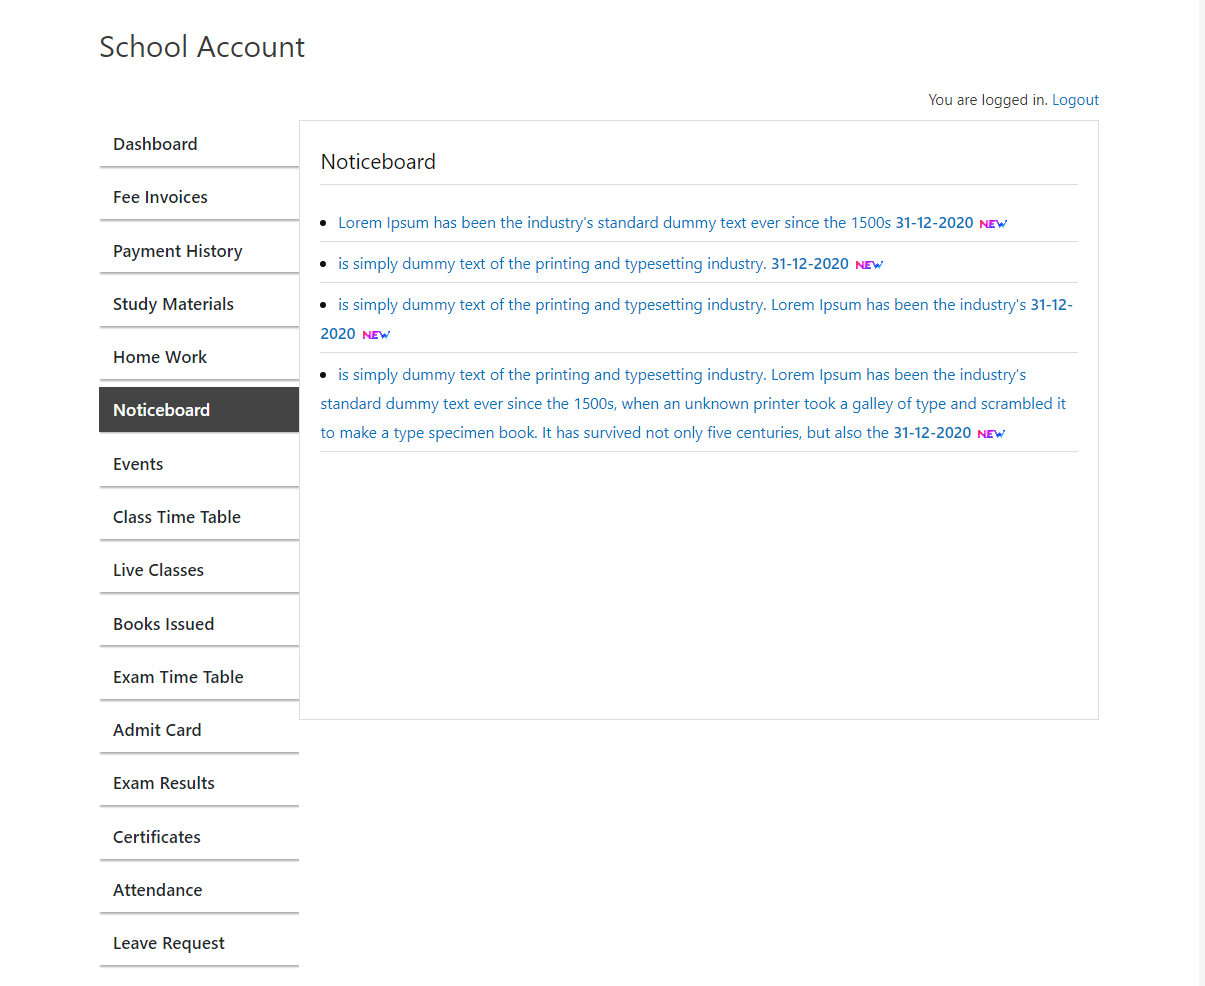 School Account
You are logged in. Logout
Dashboard
Fee Invoices
Payment History
Study Materials
Home Work
Noticeboard
Events
Class Time Table
Live Classes
Books Issued
Exam Time Table
Admit Card
Exam Results
Certificates
Attendance
Leave Request
Noticeboard
Lorem Ipsum has been the industry's standard dummy text ever since the 1500s 31-12-2020 NEW
is simply dummy text of the printing and typesetting industry. 31-12-2020 NEW
is simply dummy text of the printing and typesetting industry. Lorem Ipsum has been the industry's 31-12-
2020 NEW
is simply dummy text of the printing and typesetting industry. Lorem Ipsum has been the industry's
standard dummy text ever since the 1500s, when an unknown printer took a galley of type and scrambled it
to make a type specimen book. It has survived not only five centuries, but also the 31-12-2020 NEW